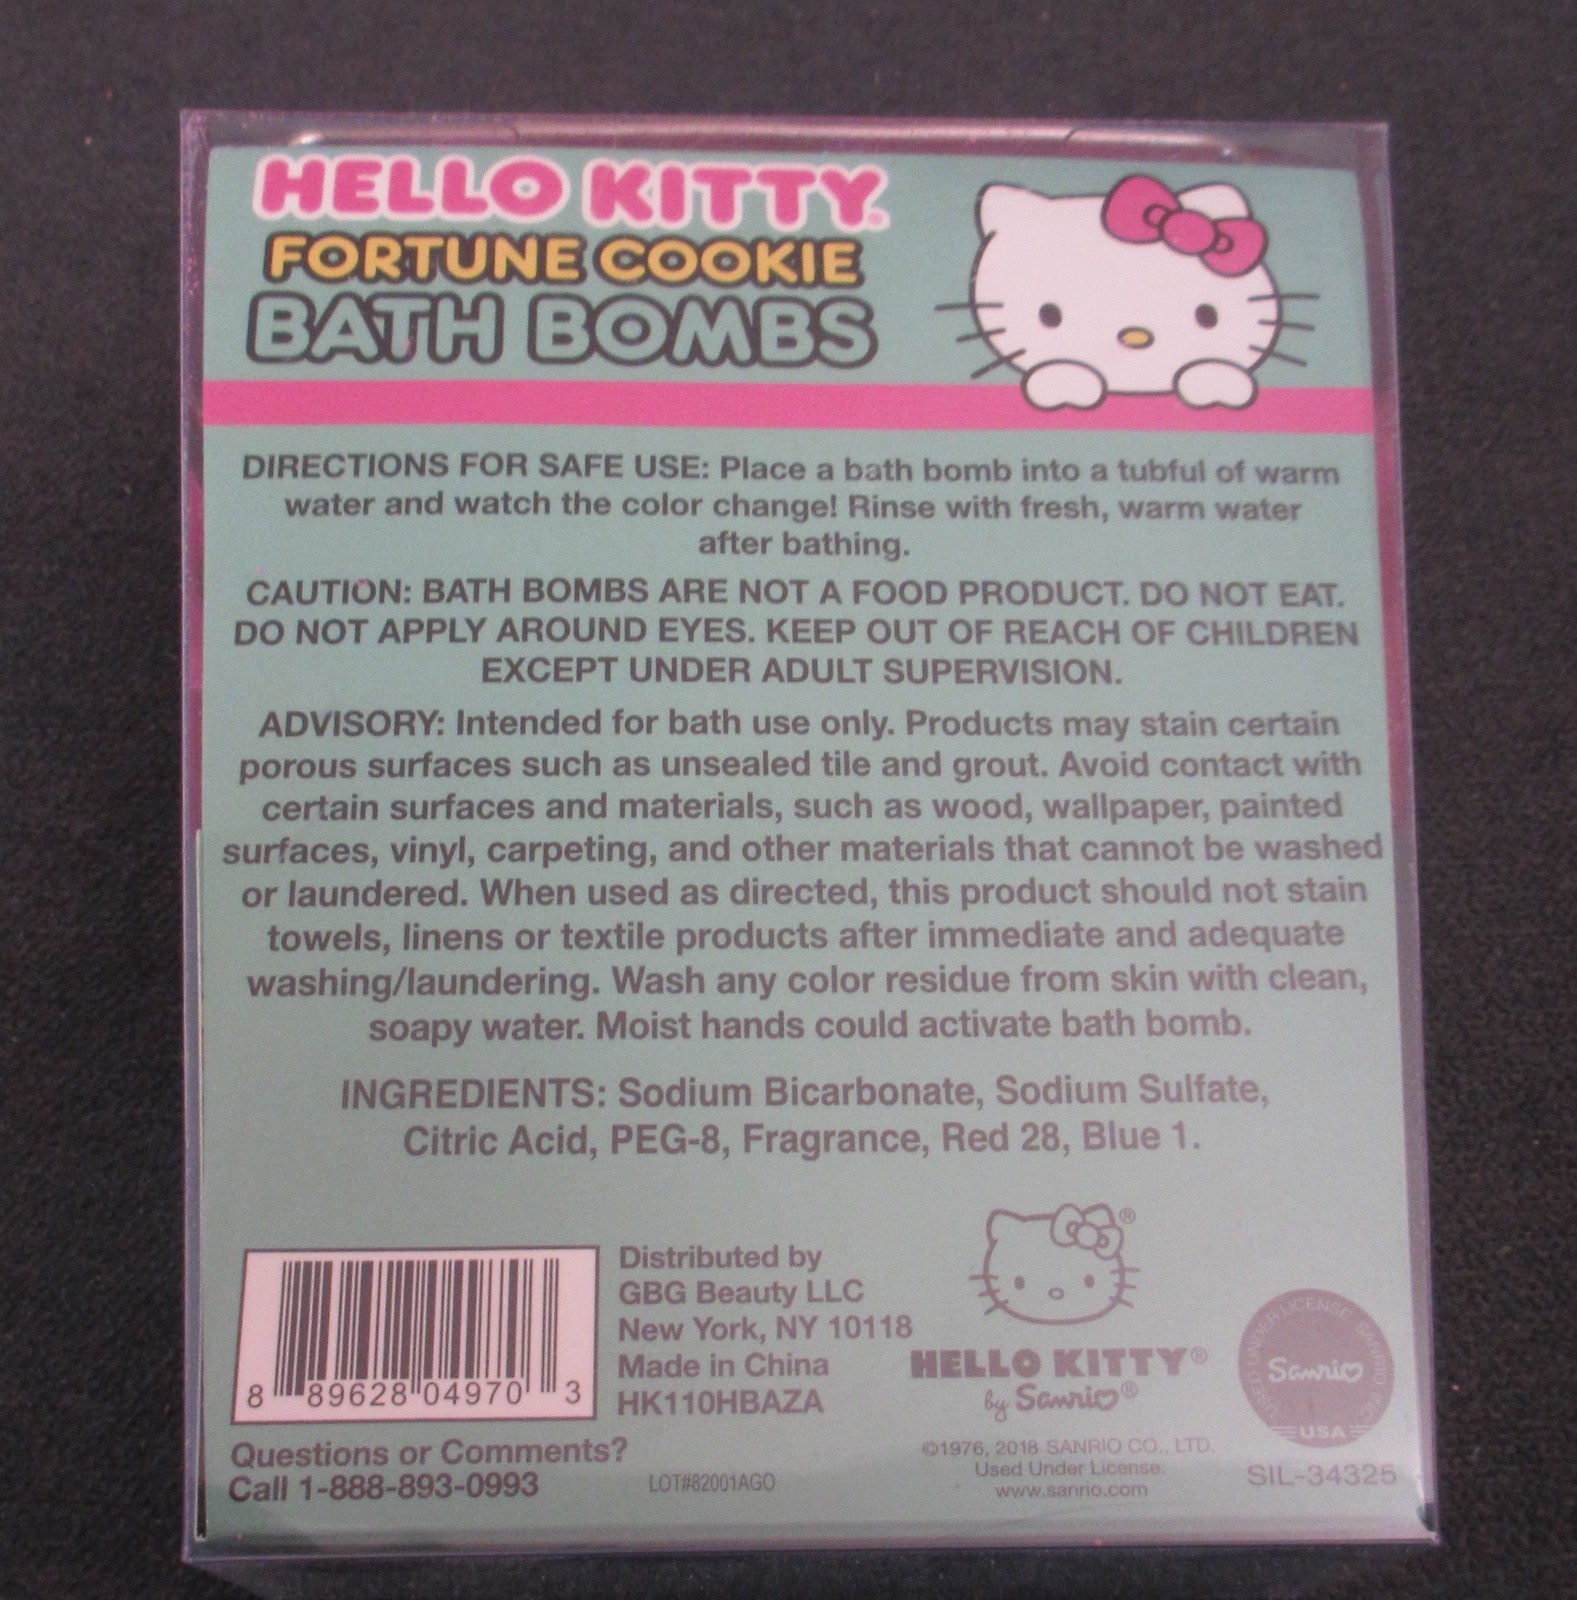 HELLO KITTY®
FORTUNE COOKIE
BATH BOMBS
DIRECTIONS FOR SAFE USE: Place a bath bomb into a tubful of warm
water and watch the color change! Rinse with fresh, warm water
after bathing.
CAUTION: BATH BOMBS ARE NOT A FOOD PRODUCT. DO NOT EAT.
DO NOT APPLY AROUND EYES. KEEP OUT OF REACH OF CHILDREN
EXCEPT UNDER ADULT SUPERVISION.
ADVISORY: Intended for bath use only. Products may stain certain
porous surfaces such as unsealed tile and grout. Avoid contact with
certain surfaces and materials, such as wood, wallpaper, painted
surfaces, vinyl, carpeting, and other materials that cannot be washed
or laundered. When used as directed, this product should not stain
towels, linens or textile products after immediate and adequate
washing/laundering. Wash any color residue from skin with clean,
soapy water. Moist hands could activate bath bomb.
INGREDIENTS: Sodium Bicarbonate, Sodium Sulfate,
Citric Acid, PEG-8, Fragrance, Red 28, Blue 1.
8 89628 04970 3
Questions or Comments?
Call 1-888-893-0993
Distributed by
GBG Beauty LLC
New York, NY 10118
Made in China
HK110HBAZA
LOT#82001AGO
®
HELLO KITTY®
by Sanrio®
©1976, 2018 SANRIO CO., LTD.
Used Under License.
www.sanrio.com
USED UNDER LICENSE SANRIO INC
Sanrio
USA
SIL-34325